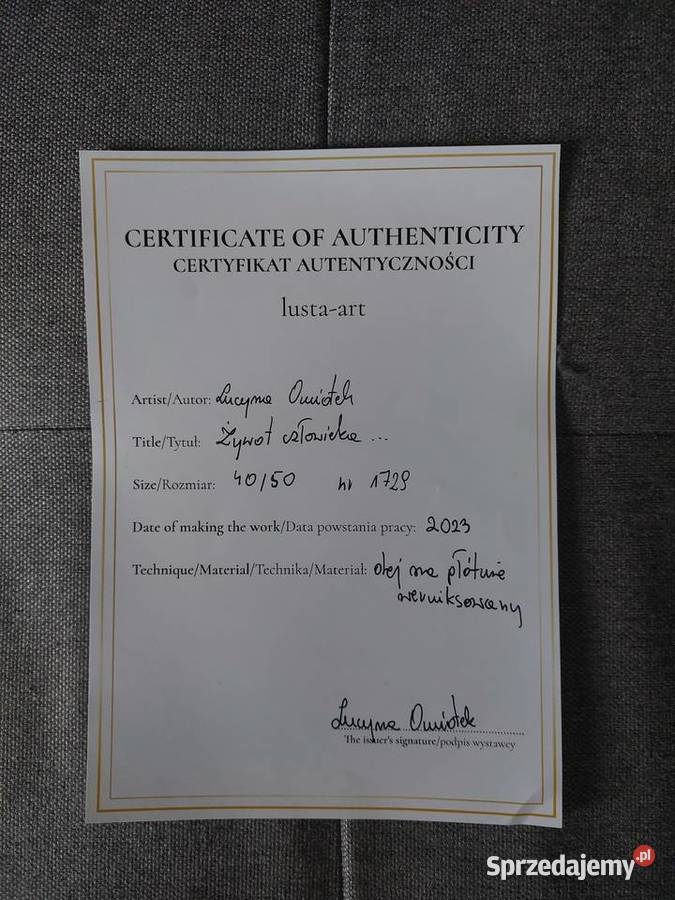 CERTIFICATE OF AUTHENTICITY
CERTYFIKAT AUTENTYCZNOŚCI
lusta-art
Artist/Autor: Lucyna Omiotek
Title/Tytuł: Żywot człowieka...
Size/Rozmiar: 40/50 nr 1729
Date of making the work/Data powstania pracy: 2023
Technique/Material/Technika/Materiał: olej na płótnie
werniksowany
Lucyna Omiotek
The issuer's signature/podpis wystawcy
Sprzedajemy.pl